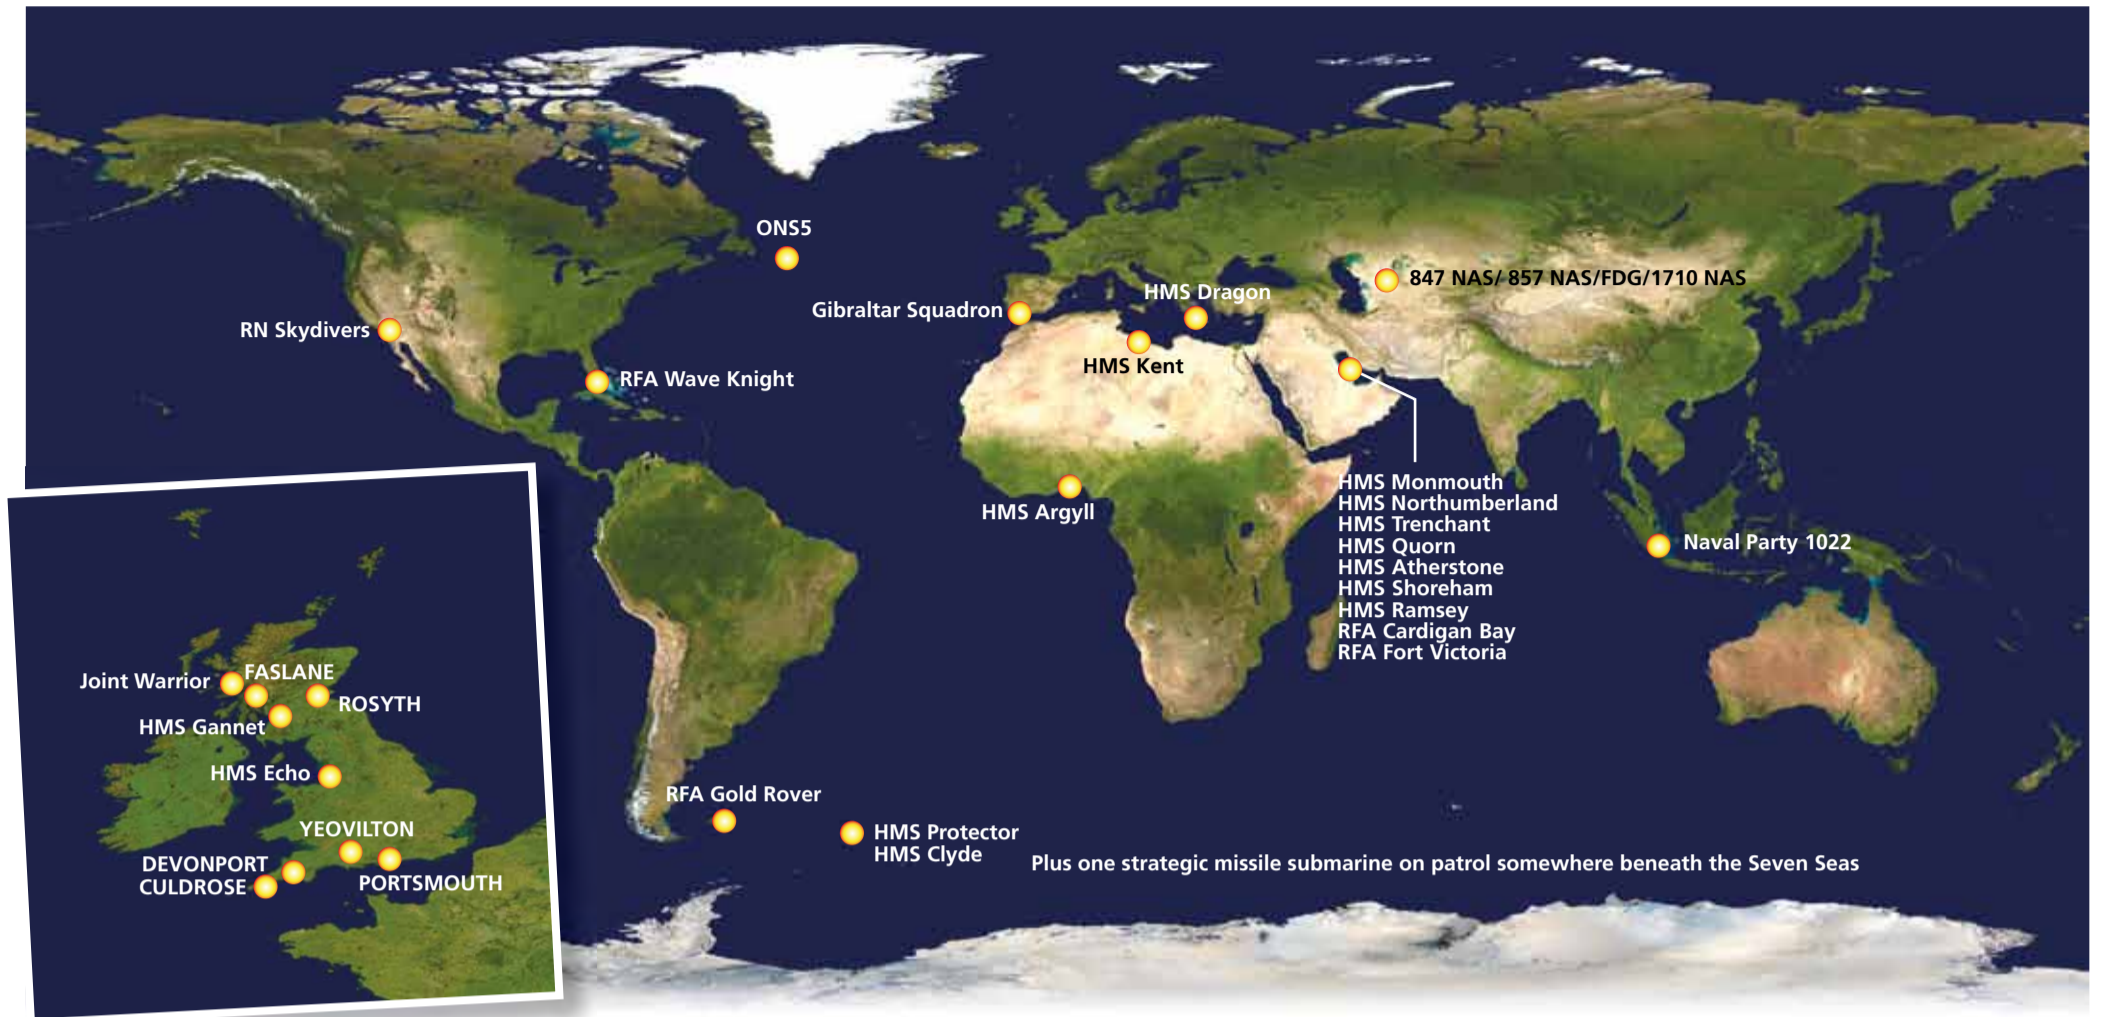 ONS5
847 NAS/ 857 NAS/FDG/1710 NAS
HMS Dragon
Gibraltar Squadron
RN Skydivers
HMS Kent
RFA Wave Knight
HMS Argyll
HMS Monmouth
HMS Northumberland
HMS Trenchant
HMS Quorn
HMS Atherstone
HMS Shoreham
HMS Ramsey
RFA Cardigan Bay
RFA Fort Victoria
Naval Party 1022
RFA Gold Rover
HMS Protector
HMS Clyde
Plus one strategic missile submarine on patrol somewhere beneath the Seven Seas
Joint Warrior
FASLANE
ROSYTH
HMS Gannet
HMS Echo
YEOVILTON
DEVONPORT
CULDROSE
PORTSMOUTH